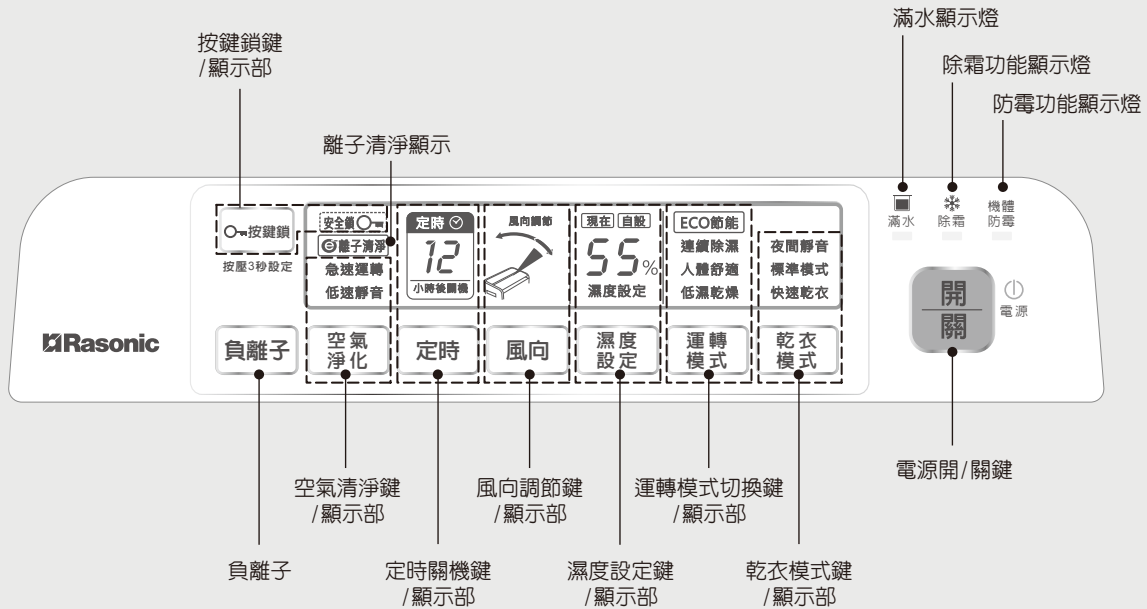 滿水顯示燈
按鍵鎖鍵
/顯示部
除霜功能顯示燈
防霉功能顯示燈
離子清淨顯示
滿水
除霜
機體
防霉
按鍵鎖
按壓3秒設定
安全鎖
離子清淨
急速運轉
低速靜音
定時
12
小時後關機
風向調節
現在 自設
55%
濕度設定
ECO節能
連續除濕
人體舒適
低濕乾燥
夜間靜音
標準模式
快速乾衣
開
關
電源
Rasonic
負離子
空氣
淨化
定時
風向
濕度
設定
運轉
模式
乾衣
模式
電源開/關鍵
空氣清淨鍵
/顯示部
風向調節鍵
/顯示部
運轉模式切換鍵
/顯示部
負離子
定時關機鍵
/顯示部
濕度設定鍵
/顯示部
乾衣模式鍵
/顯示部